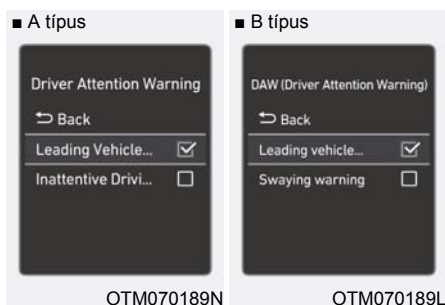 ■ A típus
Driver Attention Warning
⮌ Back
Leading Vehicle...
Inattentive Drivi...
OTM070189N
■ B típus
DAW (Driver Attention Warning)
⮌ Back
Leading vehicle...
Swaying warning
OTM070189L